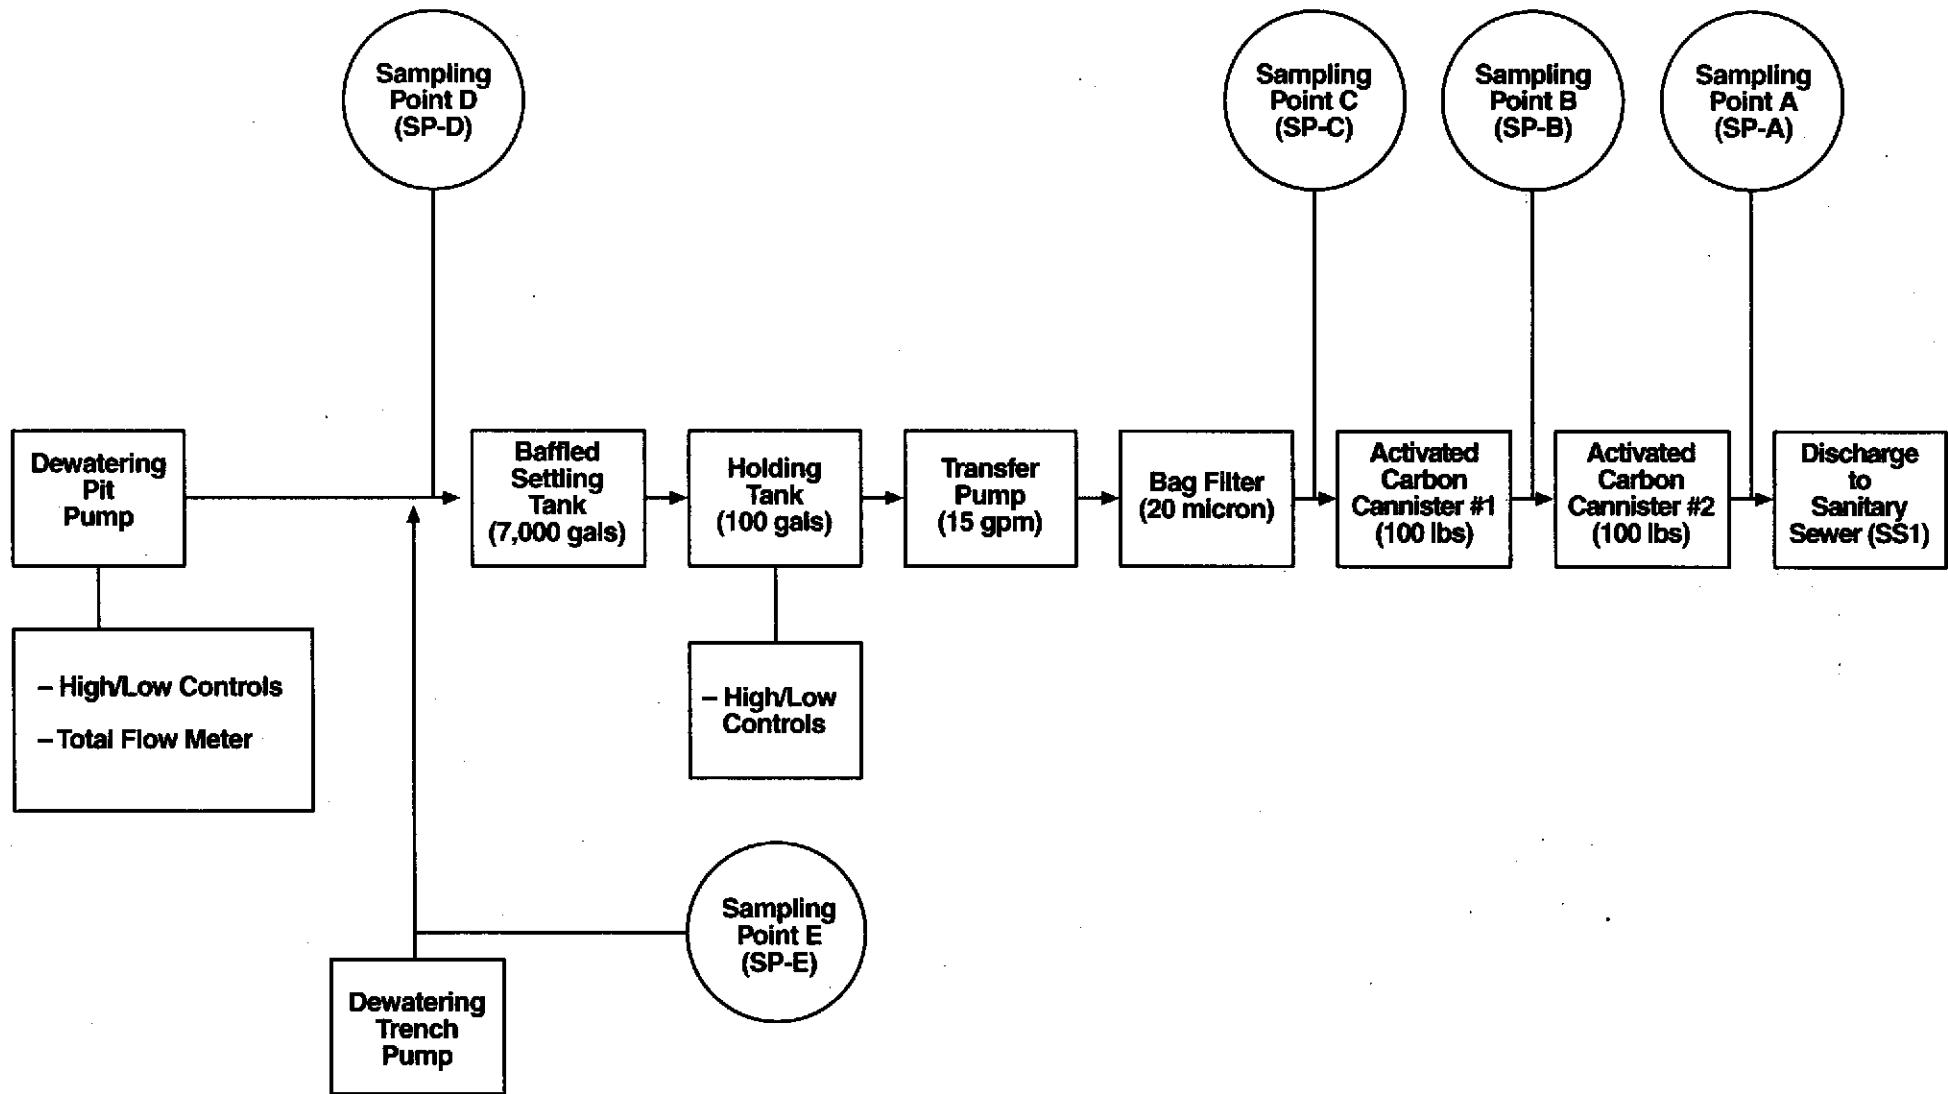 Sampling
Point D
(SP-D)
Sampling
Point C
(SP-C)
Sampling
Point B
(SP-B)
Sampling
Point A
(SP-A)
Dewatering
Pit
Pump
Baffled
Settling
Tank
(7,000 gals)
Holding
Tank
(100 gals)
Transfer
Pump
(15 gpm)
Bag Filter
(20 micron)
Activated
Carbon
Cannister #1
(100 lbs)
Activated
Carbon
Cannister #2
(100 lbs)
Discharge
to
Sanitary
Sewer (SS1)
– High/Low Controls
– Total Flow Meter
– High/Low
Controls
Sampling
Point E
(SP-E)
Dewatering
Trench
Pump